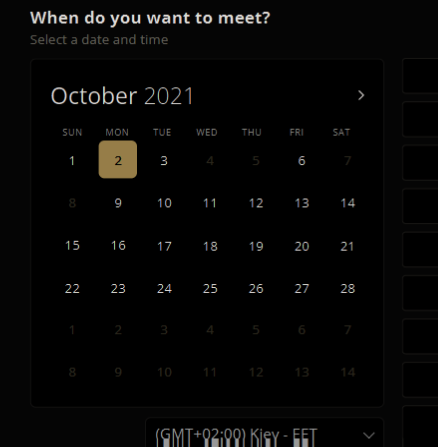 When do you want to meet?
Select a date and time
October 2021
SUN MON TUE WED THU FRI SAT
1 2 3 4 5 6 7
8 9 10 11 12 13 14
15 16 17 18 19 20 21
22 23 24 25 26 27 28
1 2 3 4 5 6 7
8 9 10 11 12 13 14
(GMT+02:00) Kiev - EET